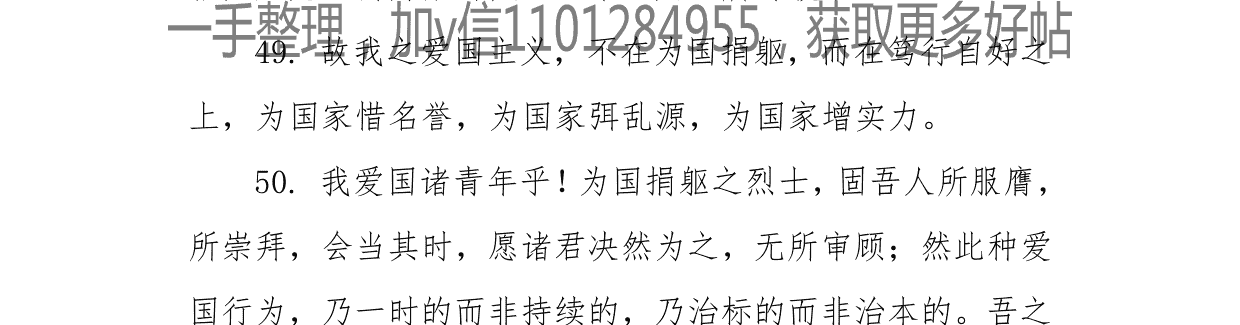 一手整理，加v信1101284955，获取更多好帖
49. 故我之爱国主义，不在为国捐躯，而在笃行自好之
上，为国家惜名誉，为国家弭乱源，为国家增实力。
50. 我爱国诸青年乎！为国捐躯之烈士，固吾人所服膺，
所崇拜，会当其时，愿诸君决然为之，无所审顾；然此种爱
国行为，乃一时的而非持续的，乃治标的而非治本的。吾之